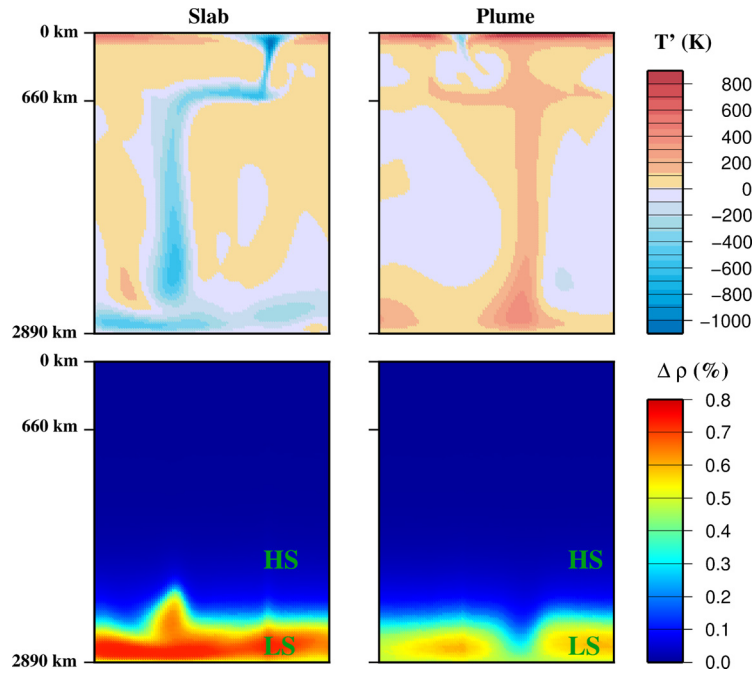 Slab
Plume
0 km
660 km
2890 km
T’ (K)
800
600
400
200
0
−200
−400
−600
−800
−1000
0 km
660 km
2890 km
HS
LS
HS
LS
Δ ρ (%)
0.8
0.7
0.6
0.5
0.4
0.3
0.2
0.1
0.0